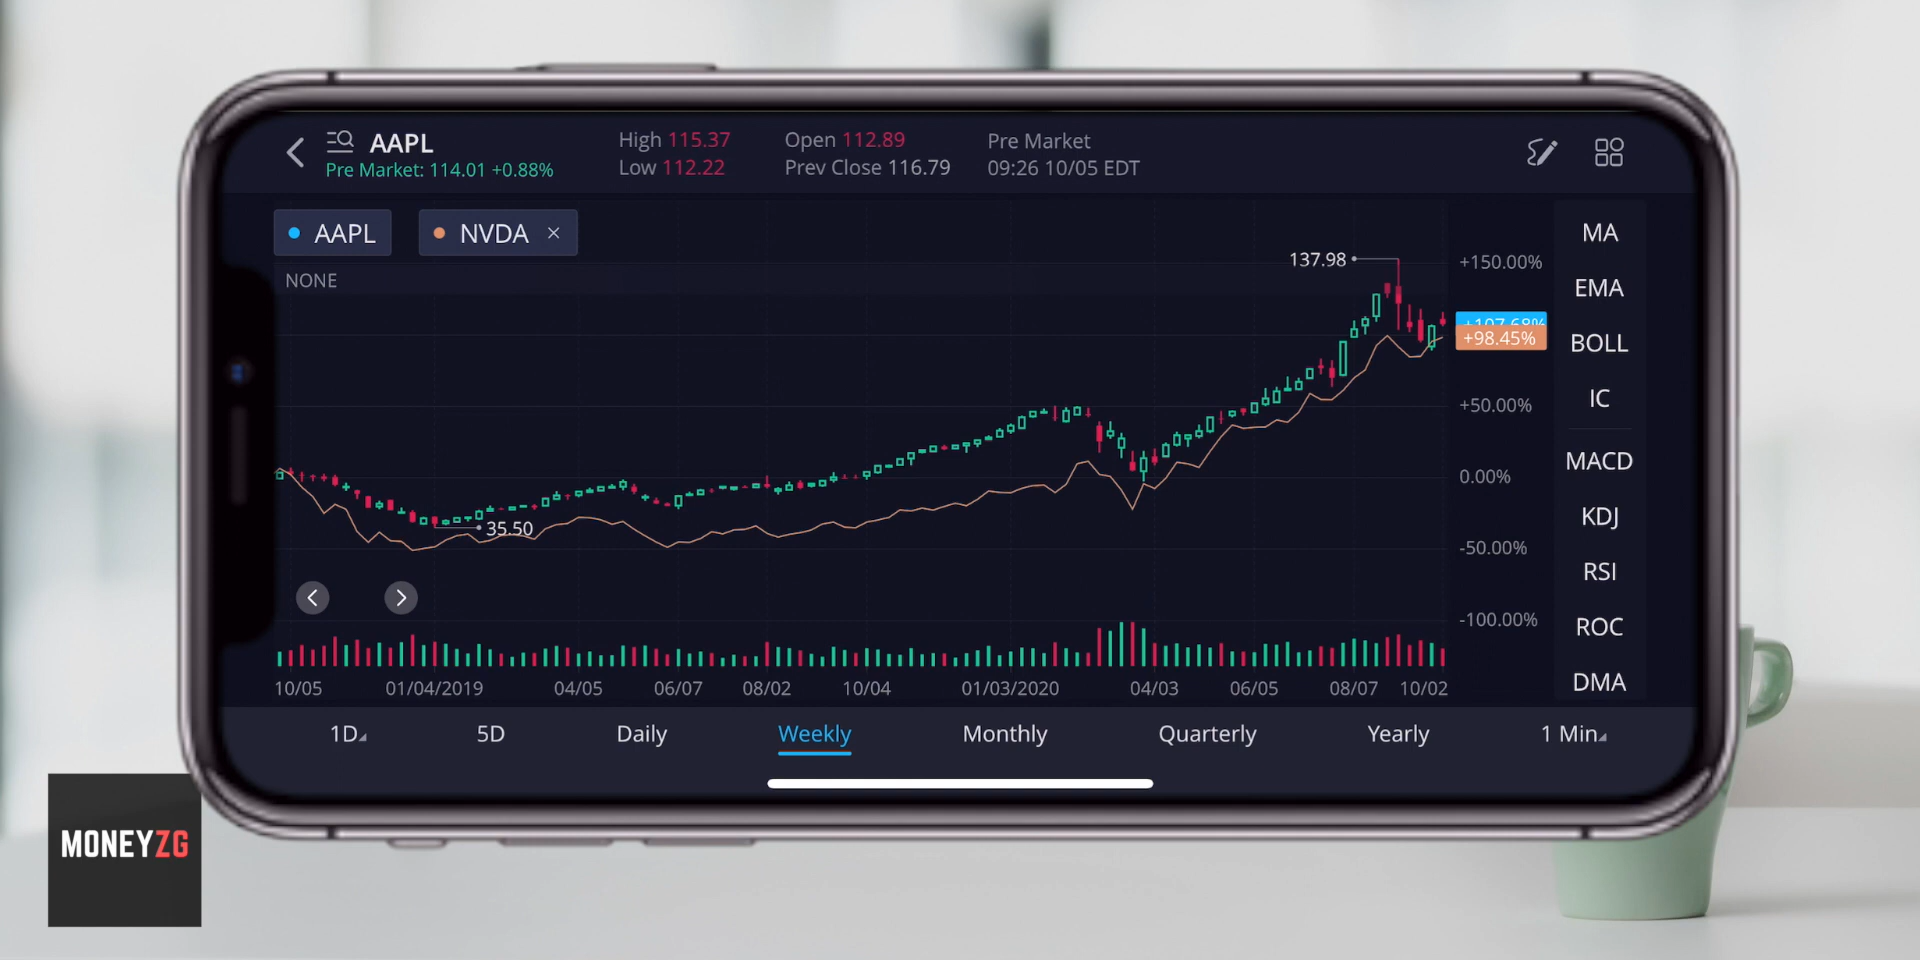 AAPL
Pre Market: 114.01 +0.88%
High 115.37
Low 112.22
Open 112.89
Prev Close 116.79
Pre Market
09:26 10/05 EDT
AAPL
NVDA ×
NONE
137.98
35.50
+150.00%
+107.68%
+98.45%
+50.00%
0.00%
-50.00%
-100.00%
MA
EMA
BOLL
IC
MACD
KDJ
RSI
ROC
DMA
10/05 01/04/2019 04/05 06/07 08/02 10/04 01/03/2020 04/03 06/05 08/07 10/02
1D 5D Daily Weekly Monthly Quarterly Yearly 1 Min
MONEYZG